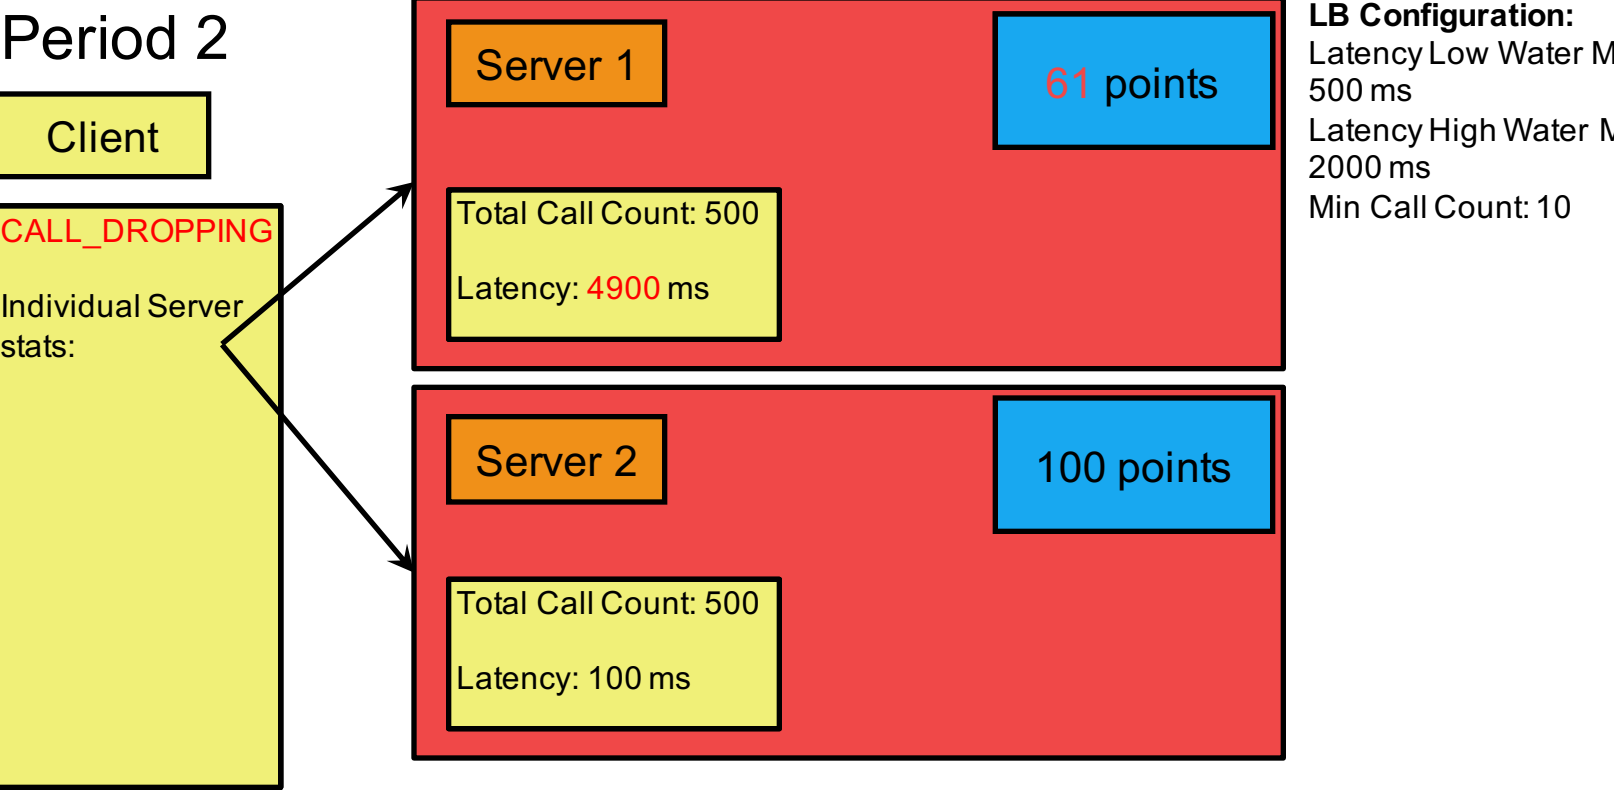 Period 2
Client
CALL_DROPPING
Individual Server
stats:
Server 1
61 points
Total Call Count: 500
Latency: 4900 ms
Server 2
100 points
Total Call Count: 500
Latency: 100 ms
LB Configuration:
Latency Low Water
500 ms
Latency High Water
2000 ms
Min Call Count: 10